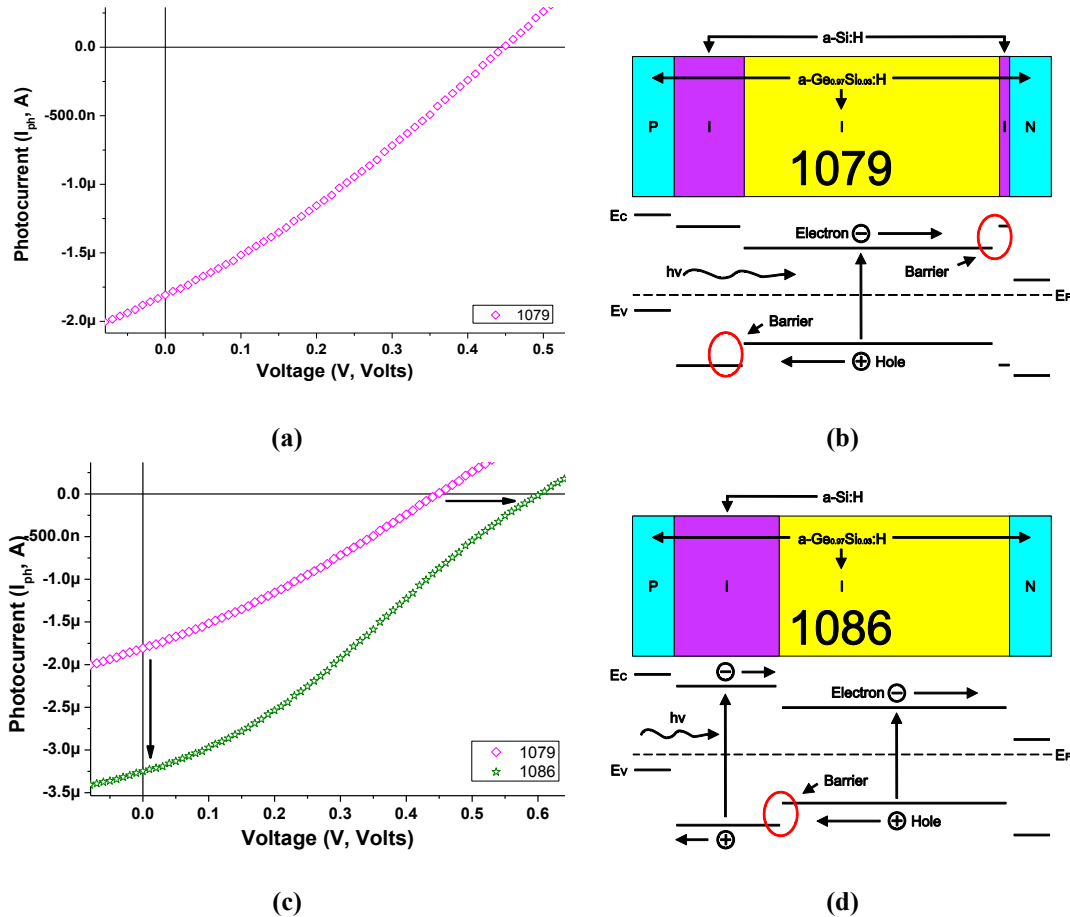 0.0
-500.0n
-1.0µ
-1.5µ
-2.0µ
Photocurrent (Iph, A)
0.0 0.1 0.2 0.3 0.4 0.5
Voltage (V, Volts)
1079
(a)
a-Si:H
a-Ge0.97Si0.03:H
P I I I N
1079
Ec
Electron
Barrier
hv
EF
Ev
Barrier
Hole
(b)
0.0
-500.0n
-1.0µ
-1.5µ
-2.0µ
-2.5µ
-3.0µ
-3.5µ
Photocurrent (Iph, A)
0.0 0.1 0.2 0.3 0.4 0.5 0.6
Voltage (V, Volts)
1079
1086
(c)
a-Si:H
a-Ge0.97Si0.03:H
P I I N
1086
Ec
Electron
hv
EF
Ev
Barrier
Hole
(d)